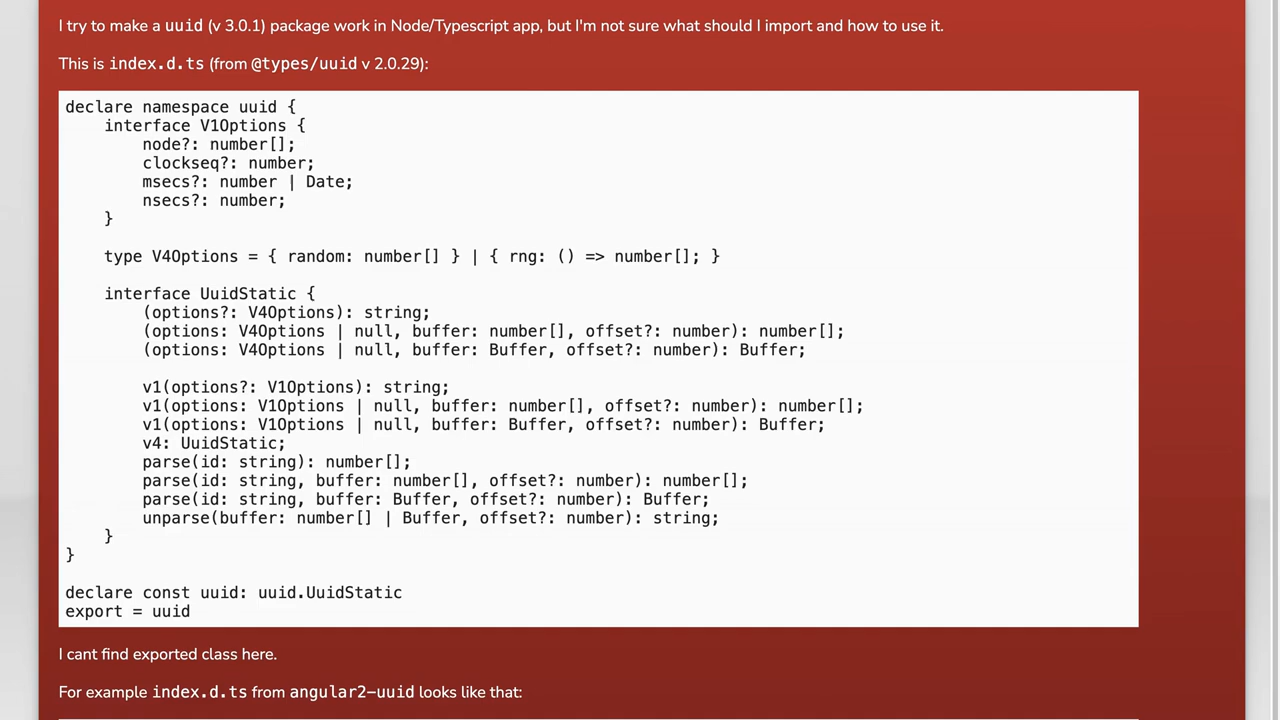 I try to make a uuid (v 3.0.1) package work in Node/Typescript app, but I'm not sure what should I import and how to use it.
This is index.d.ts (from @types/uuid v 2.0.29):
declare namespace uuid {
    interface V1Options {
        node?: number[];
        clockseq?: number;
        msecs?: number | Date;
        nsecs?: number;
    }
    type V4Options = { random: number[] } | { rng: () => number[]; }
    interface UuidStatic {
        (options?: V4Options): string;
        (options: V4Options | null, buffer: number[], offset?: number): number[];
        (options: V4Options | null, buffer: Buffer, offset?: number): Buffer;
        v1(options?: V1Options): string;
        v1(options: V1Options | null, buffer: number[], offset?: number): number[];
        v1(options: V1Options | null, buffer: Buffer, offset?: number): Buffer;
        v4: UuidStatic;
        parse(id: string): number[];
        parse(id: string, buffer: number[], offset?: number): number[];
        parse(id: string, buffer: Buffer, offset?: number): Buffer;
        unparse(buffer: number[] | Buffer, offset?: number): string;
    }
}
declare const uuid: uuid.UuidStatic
export = uuid
I cant find exported class here.
For example index.d.ts from angular2-uuid looks like that: